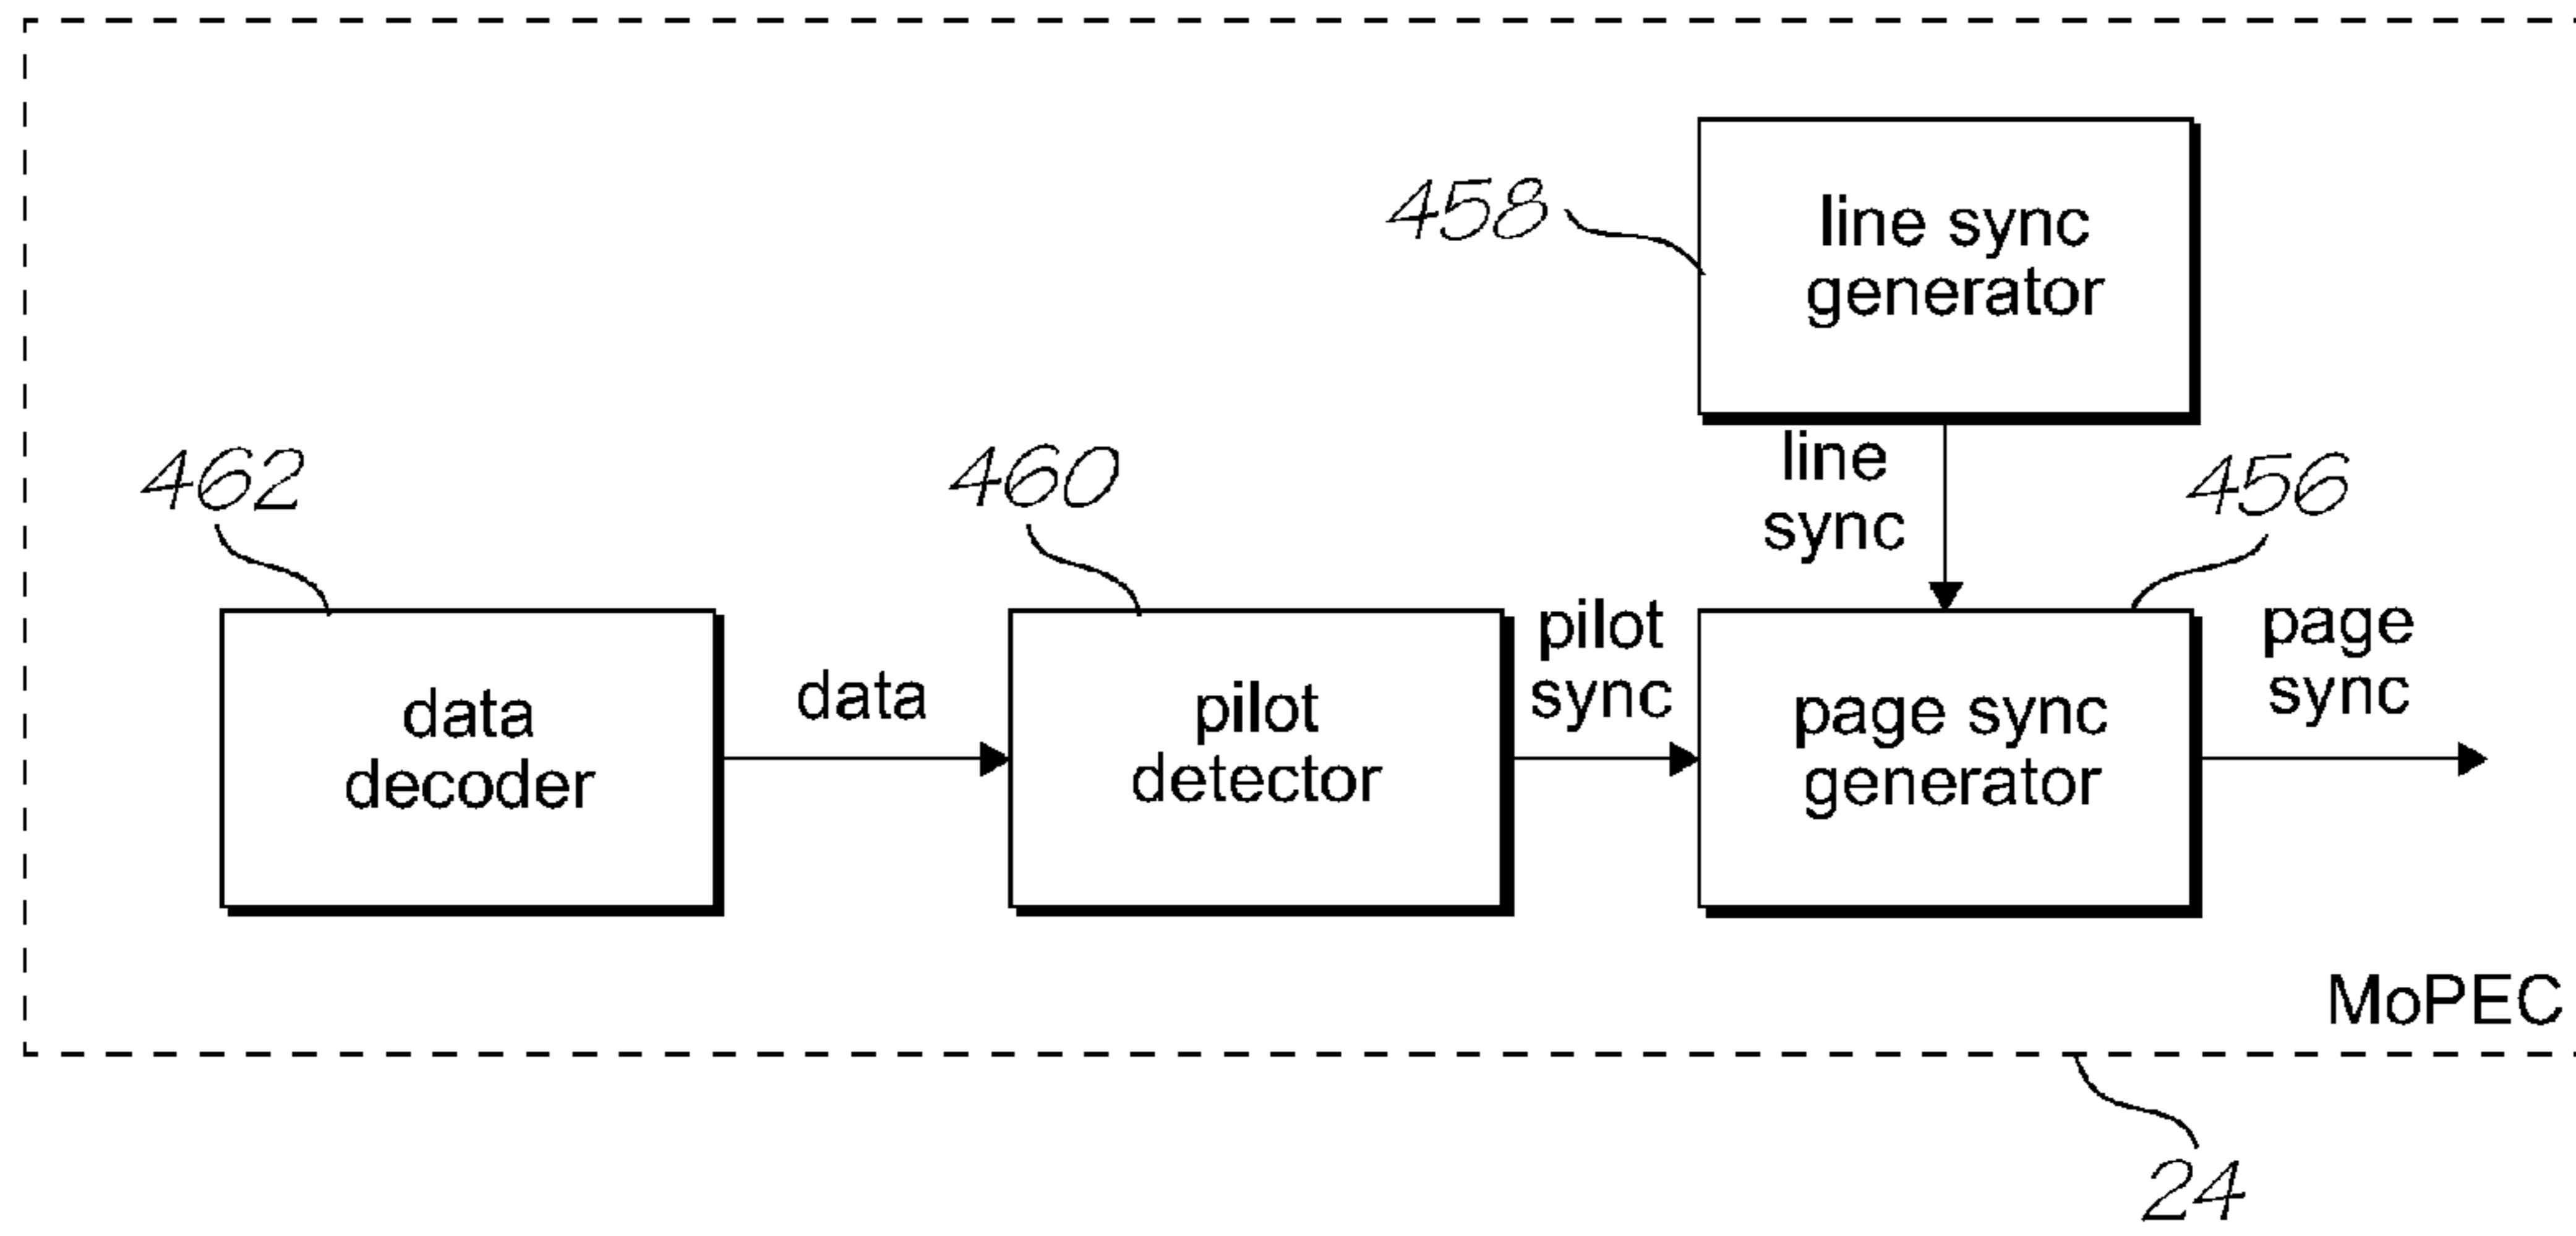 458
line sync
generator
line
sync
462
460
456
data
decoder
data
pilot
detector
pilot
sync
page sync
generator
page
sync
MoPEC
24